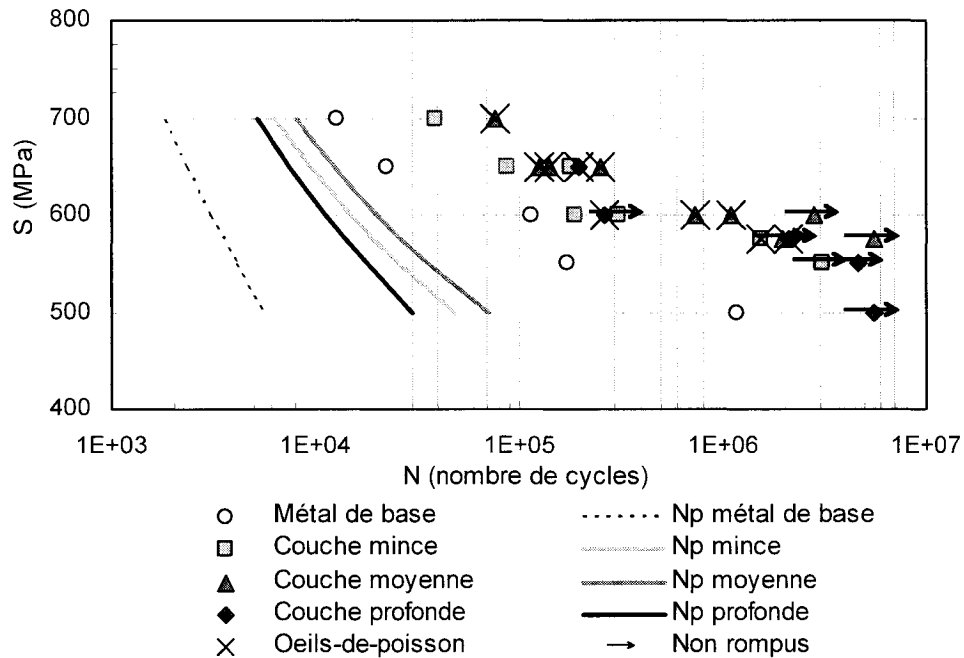 800
700
600
500
400
S (MPa)
1E+03 1E+04 1E+05 1E+06 1E+07
N (nombre de cycles)
Métal de base
Couche mince
Couche moyenne
Couche profonde
Oeils-de-poisson
Np métal de base
Np mince
Np moyenne
Np profonde
Non rompus